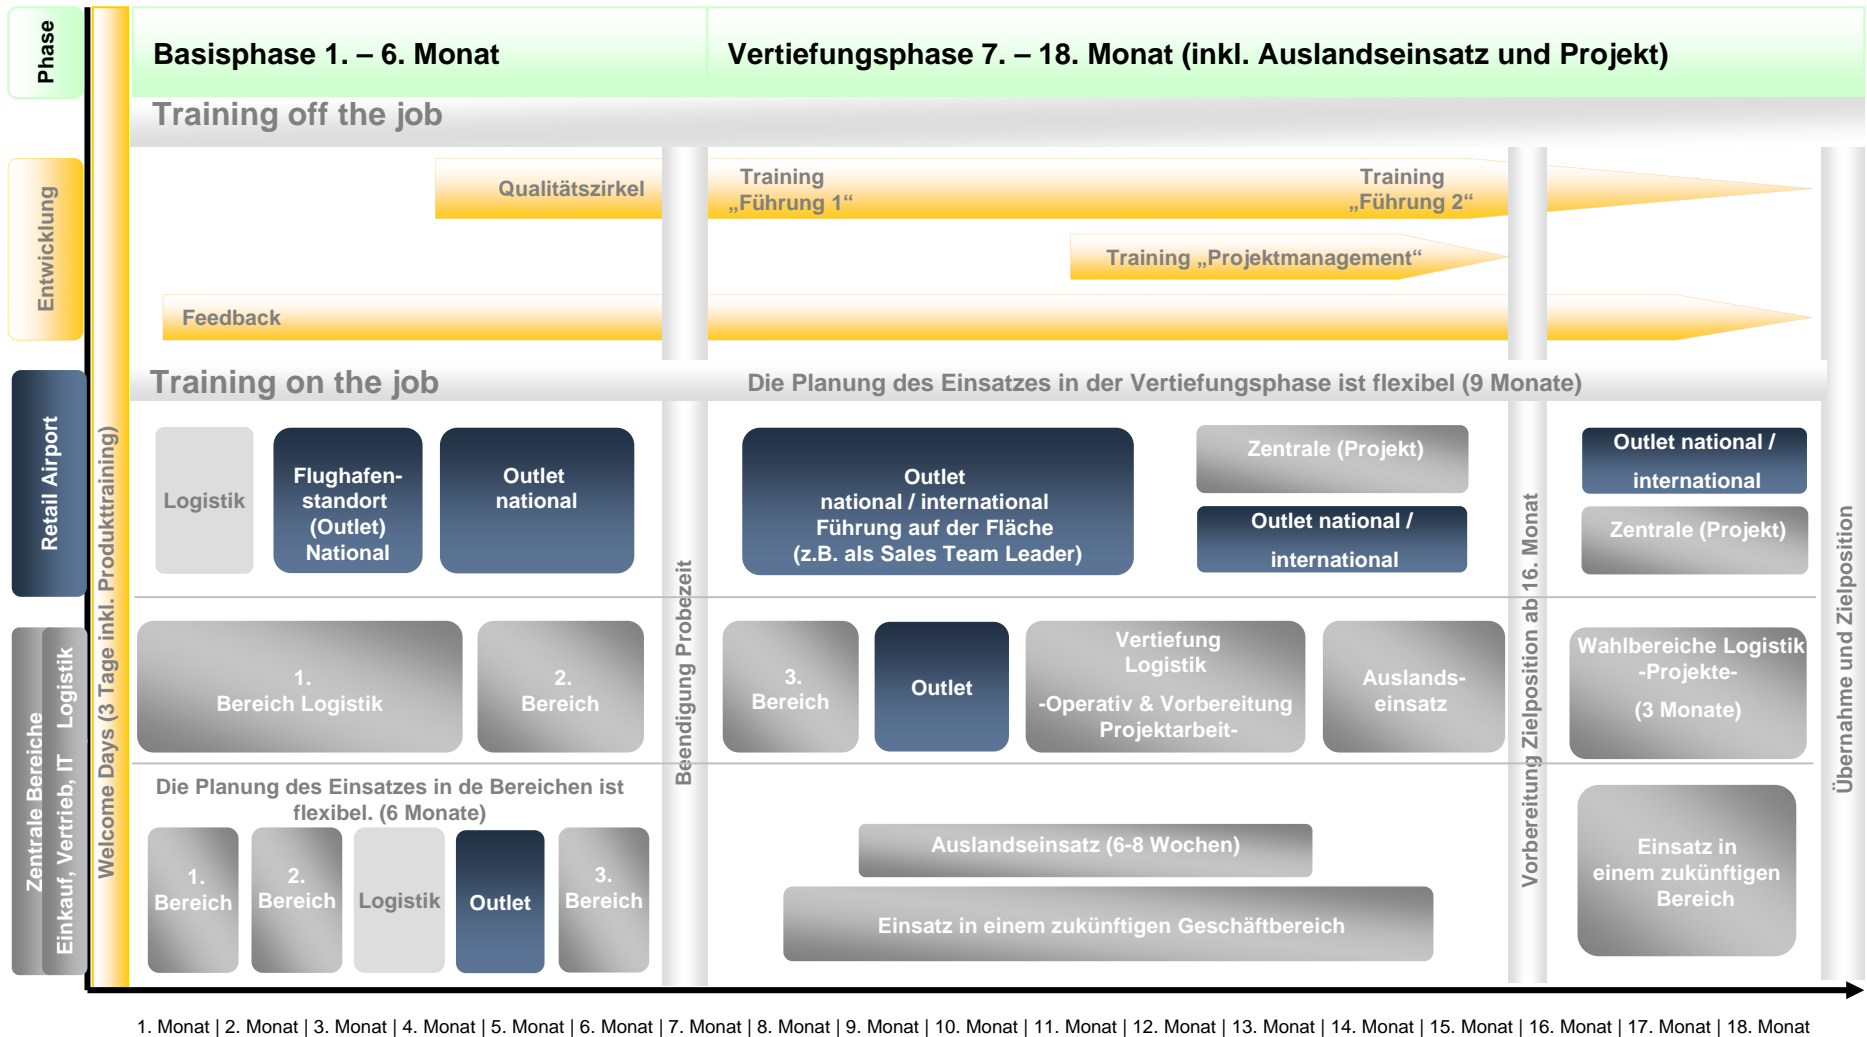 Phase
Basisphase 1. – 6. Monat
Vertiefungsphase 7. – 18. Monat (inkl. Auslandseinsatz und Projekt)
Training off the job
Entwicklung
Qualitätszirkel
Training
„Führung 1“
Training
„Führung 2“
Training „Projektmanagement“
Feedback
Welcome Days (3 Tage inkl. Produkttraining)
Training on the job
Die Planung des Einsatzes in der Vertiefungsphase ist flexibel (9 Monate)
Retail Airport
Logistik
Flughafen-
standort
(Outlet)
National
Outlet
national
Beendigung Probezeit
Outlet
national / international
Führung auf der Fläche
(z.B. als Sales Team Leader)
Zentrale (Projekt)
Outlet national /
international
Vorbereitung Zielposition ab 16. Monat
Outlet national /
international
Zentrale (Projekt)
Übernahme und Zielposition
Zentrale Bereiche
Einkauf, Vertrieb, IT Logistik
1.
Bereich Logistik
2.
Bereich
3.
Bereich
Outlet
Vertiefung
Logistik
-Operativ & Vorbereitung
Projektarbeit-
Auslands-
einsatz
Wahlbereiche Logistik
-Projekte-
(3 Monate)
Die Planung des Einsatzes in de Bereichen ist
flexibel. (6 Monate)
1.
Bereich
2.
Bereich
Logistik
Outlet
3.
Bereich
Auslandseinsatz (6-8 Wochen)
Einsatz in einem zukünftigen Geschäftbereich
Einsatz in
einem zukünftigen
Bereich
1. Monat | 2. Monat | 3. Monat | 4. Monat | 5. Monat | 6. Monat | 7. Monat | 8. Monat | 9. Monat | 10. Monat | 11. Monat | 12. Monat | 13. Monat | 14. Monat | 15. Monat | 16. Monat | 17. Monat | 18. Monat